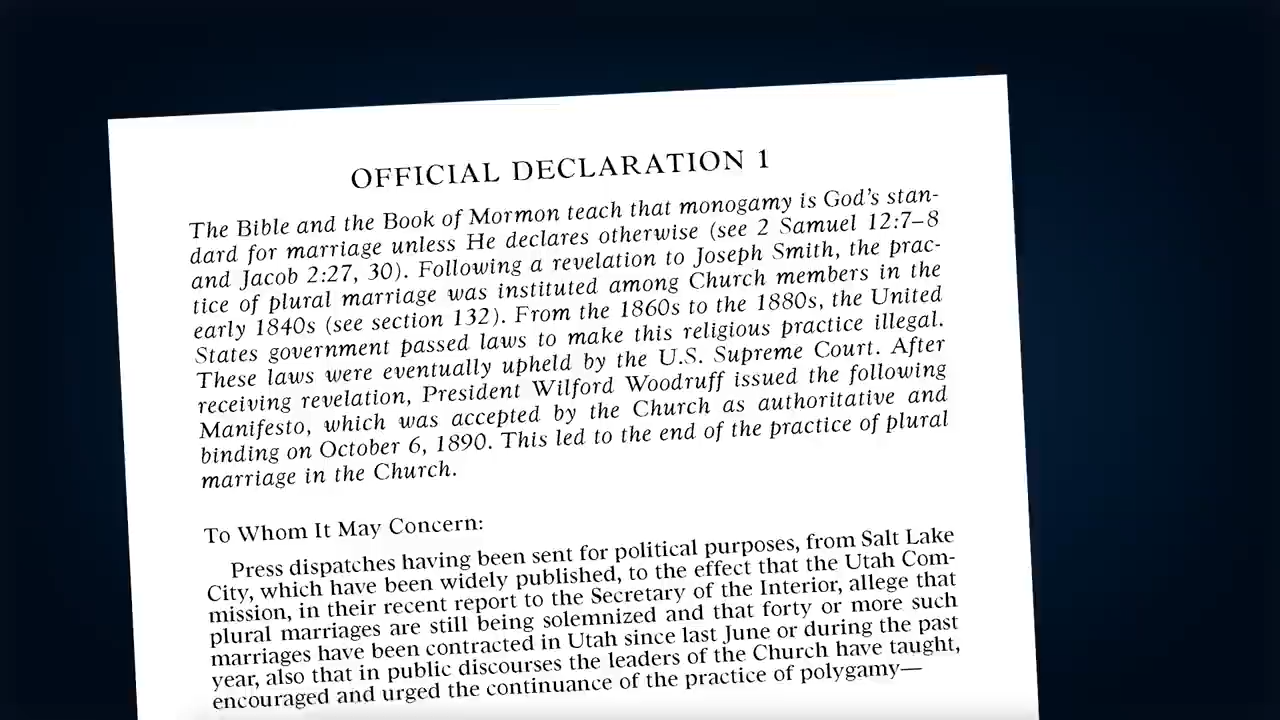 OFFICIAL DECLARATION 1
The Bible and the Book of Mormon teach that monogamy is God's stan-
dard for marriage unless He declares otherwise (see 2 Samuel 12:7–8
and Jacob 2:27, 30). Following a revelation to Joseph Smith, the prac-
tice of plural marriage was instituted among Church members in the
early 1840s (see section 132). From the 1860s to the 1880s, the United
States government passed laws to make this religious practice illegal.
These laws were eventually upheld by the U.S. Supreme Court. After
receiving revelation, President Wilford Woodruff issued the following
Manifesto, which was accepted by the Church as authoritative and
binding on October 6, 1890. This led to the end of the practice of plural
marriage in the Church.
To Whom It May Concern:
Press dispatches having been sent for political purposes, from Salt Lake
City, which have been widely published, to the effect that the Utah Com-
mission, in their recent report to the Secretary of the Interior, allege that
plural marriages are still being solemnized and that forty or more such
marriages have been contracted in Utah since last June or during the past
year, also that in public discourses the leaders of the Church have taught,
encouraged and urged the continuance of the practice of polygamy—